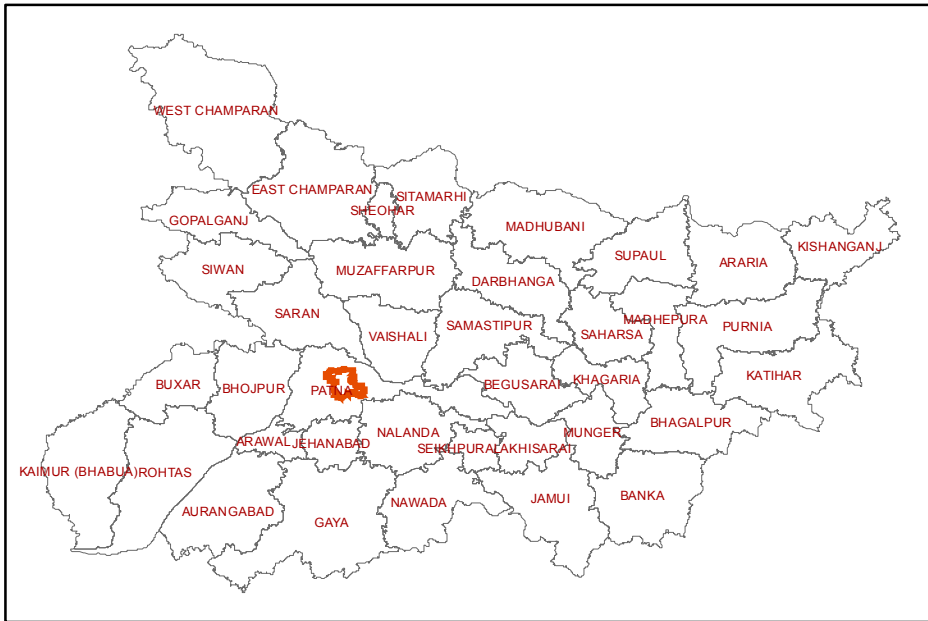 WEST CHAMPARAN
EAST CHAMPARAN
SITAMARHI
SHEOHAR
GOPALGANJ
MADHUBANI
KISHANGANJ
SUPAUL
ARARIA
SIWAN
MUZAFFARPUR
DARBHANGA
SARAN
MADHEPURA
SAMASTIPUR
PURNIA
VAISHALI
SAHARSA
KATIHAR
KHAGARIA
BUXAR
BHOJPUR
PATNA
BEGUSARAI
BHAGALPUR
NALANDA
MUNGER
ARAWAL
JEHANABAD
SEIKHPURA
LAKHISARAI
KAIMUR (BHABUA)
ROHTAS
BANKA
JAMUI
NAWADA
AURANGABAD
GAYA